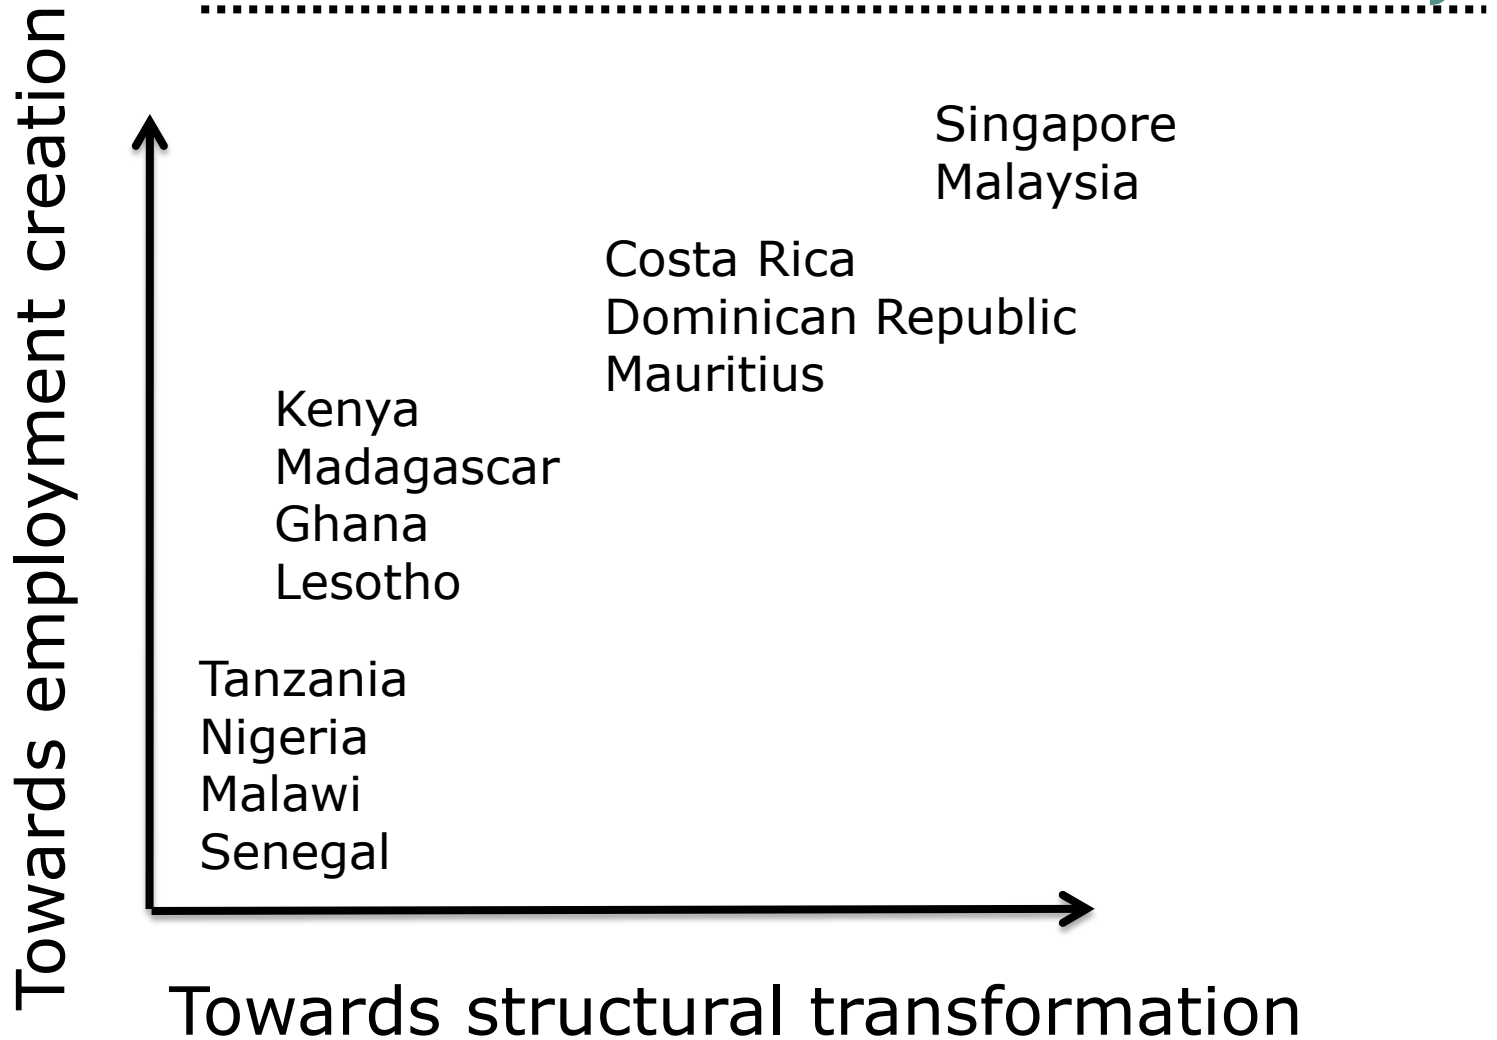 Towards employment creation
Singapore
Malaysia
Costa Rica
Dominican Republic
Mauritius
Kenya
Madagascar
Ghana
Lesotho
Tanzania
Nigeria
Malawi
Senegal
Towards structural transformation